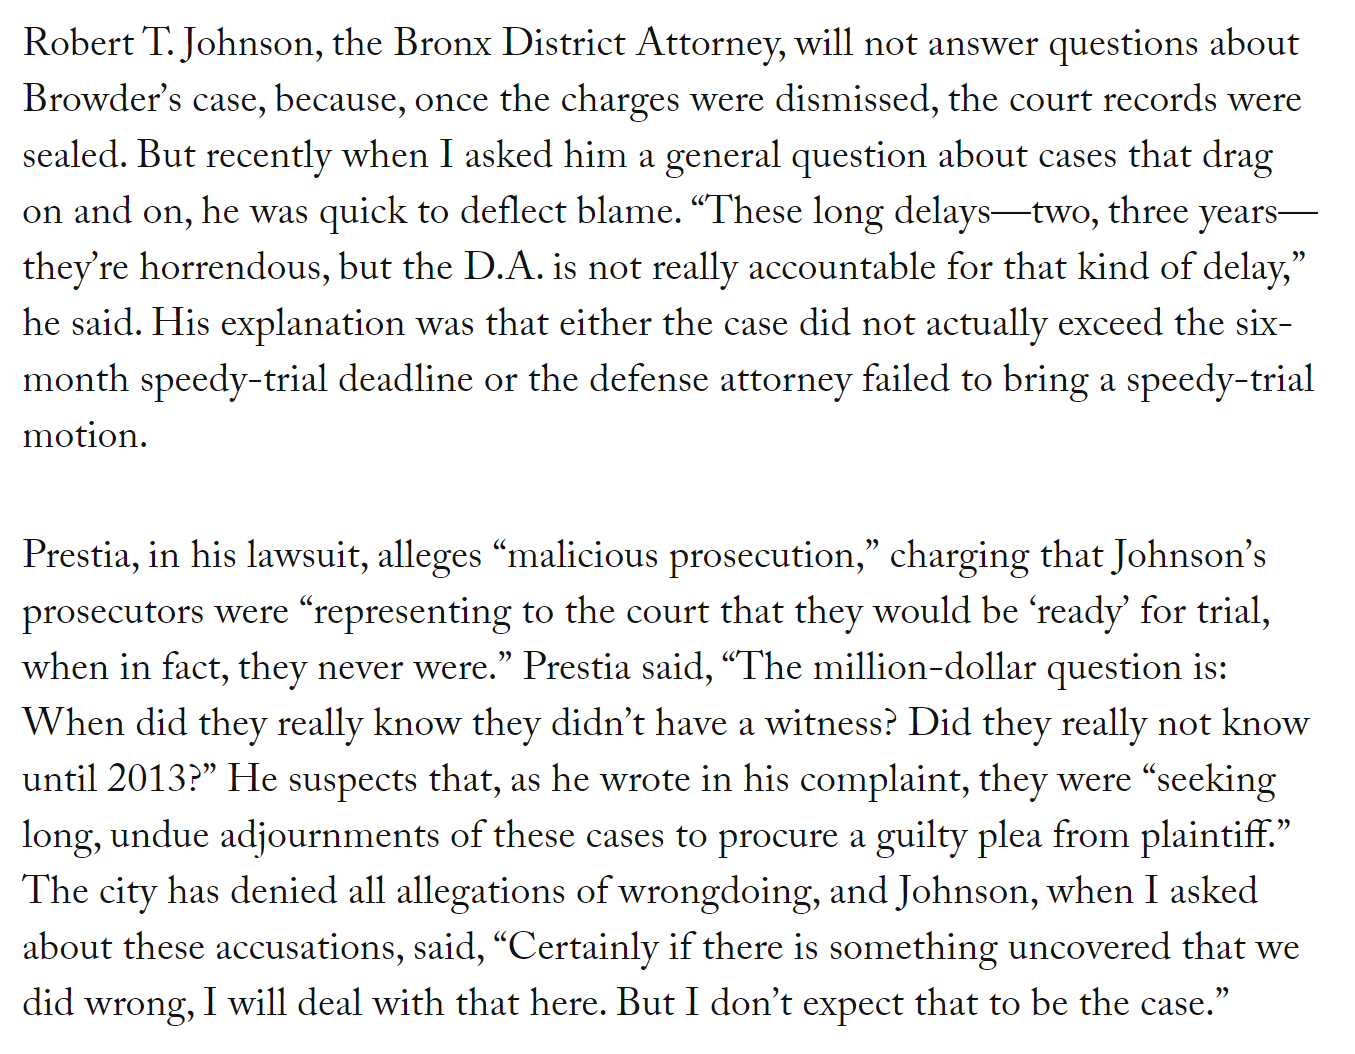 Robert T. Johnson, the Bronx District Attorney, will not answer questions about
Browder’s case, because, once the charges were dismissed, the court records were
sealed. But recently when I asked him a general question about cases that drag
on and on, he was quick to deflect blame. “These long delays—two, three years—
they’re horrendous, but the D.A. is not really accountable for that kind of delay,”
he said. His explanation was that either the case did not actually exceed the six-
month speedy-trial deadline or the defense attorney failed to bring a speedy-trial
motion.
Prestia, in his lawsuit, alleges “malicious prosecution,” charging that Johnson’s
prosecutors were “representing to the court that they would be ‘ready’ for trial,
when in fact, they never were.” Prestia said, “The million-dollar question is:
When did they really know they didn’t have a witness? Did they really not know
until 2013?” He suspects that, as he wrote in his complaint, they were “seeking
long, undue adjournments of these cases to procure a guilty plea from plaintiff.”
The city has denied all allegations of wrongdoing, and Johnson, when I asked
about these accusations, said, “Certainly if there is something uncovered that we
did wrong, I will deal with that here. But I don’t expect that to be the case.”